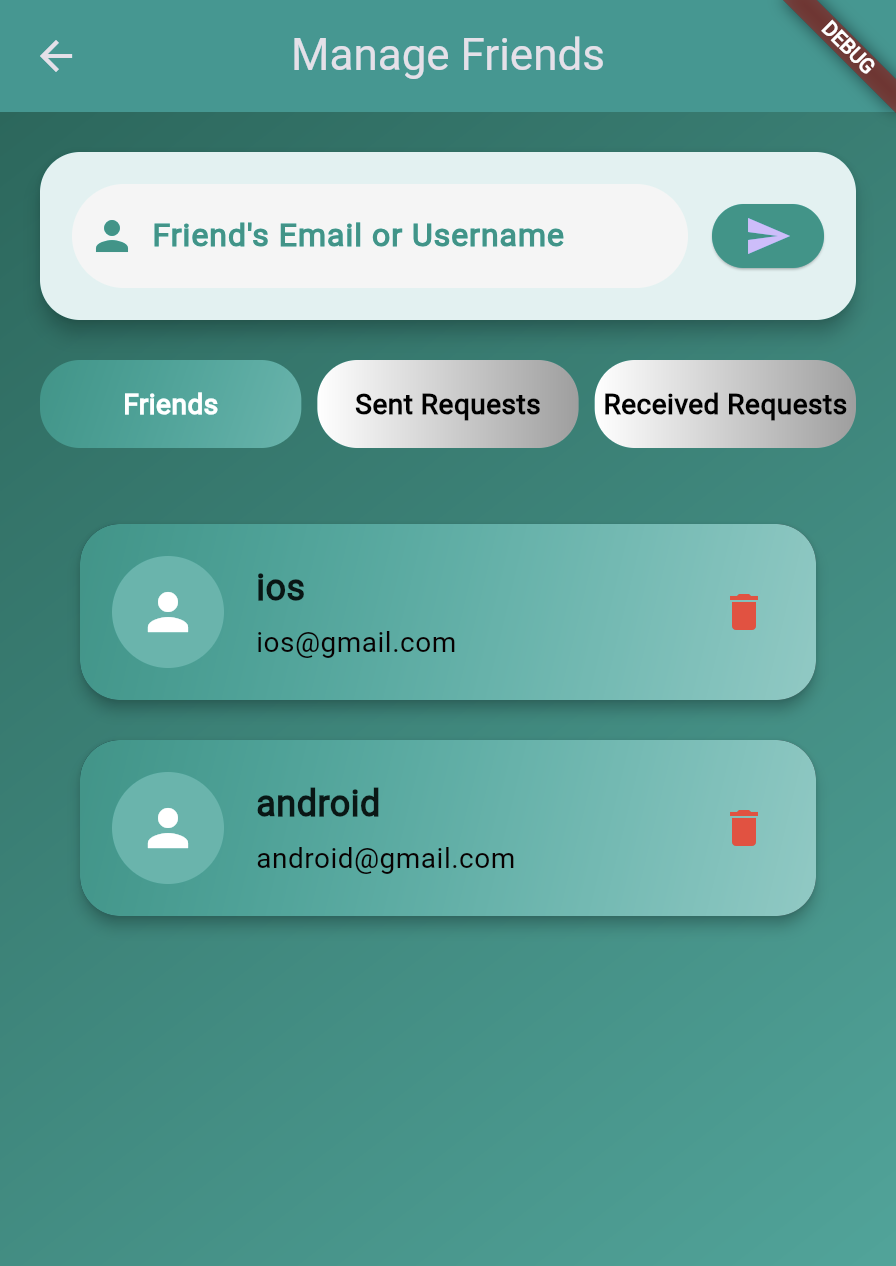 Manage Friends
DEBUG
Friend's Email or Username
Friends
Sent Requests
Received Requests
ios
ios@gmail.com
android
android@gmail.com